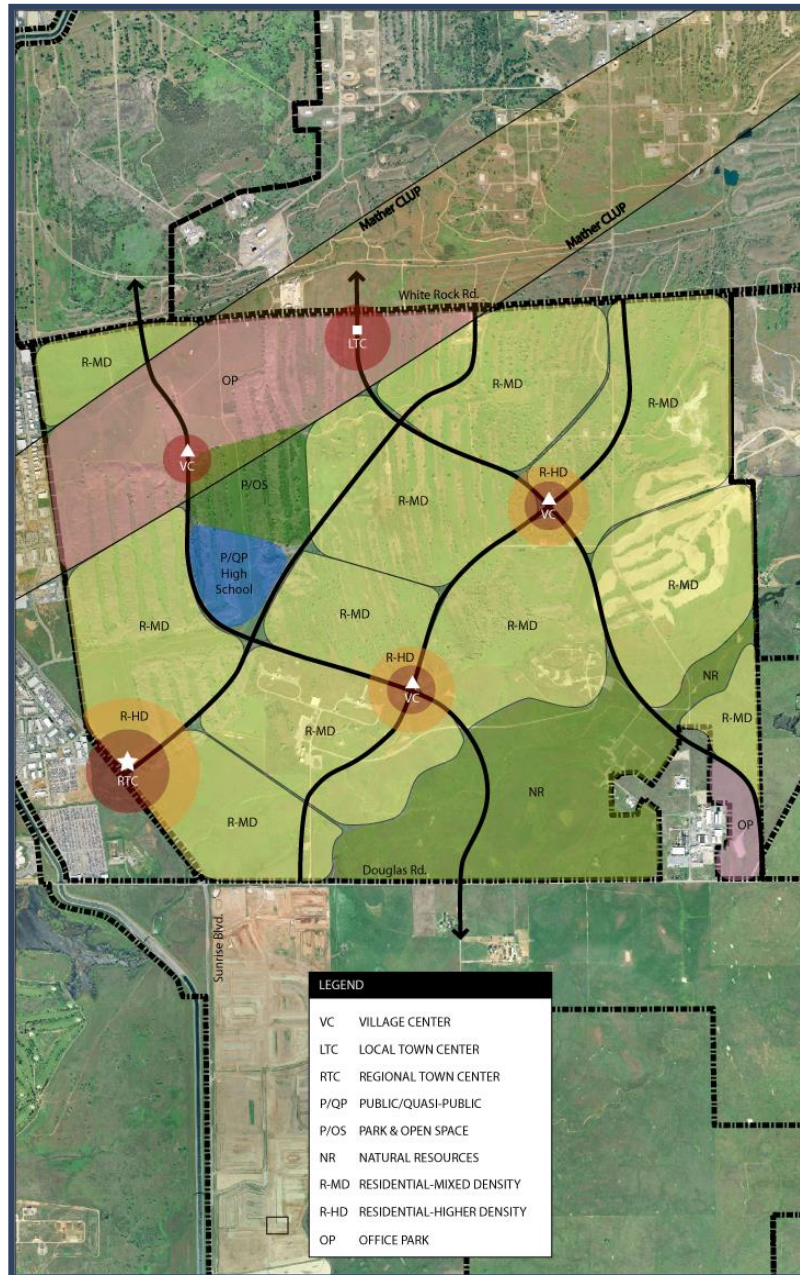 Mather CLUP
Mather CLUP
White Rock Rd.
LTC
R-MD
OP
R-MD
R-MD
VC
P/OS
R-HD
R-MD
VC
P/QP
High
School
R-MD
R-MD
R-MD
R-MD
R-HD
NR
VC
R-HD
R-MD
R-MD
RTC
NR
R-MD
OP
Douglas Rd.
Sunrise Blvd.
LEGEND
VC VILLAGE CENTER
LTC LOCAL TOWN CENTER
RTC REGIONAL TOWN CENTER
P/QP PUBLIC/QUASI-PUBLIC
P/OS PARK & OPEN SPACE
NR NATURAL RESOURCES
R-MD RESIDENTIAL-MIXED DENSITY
R-HD RESIDENTIAL-HIGHER DENSITY
OP OFFICE PARK